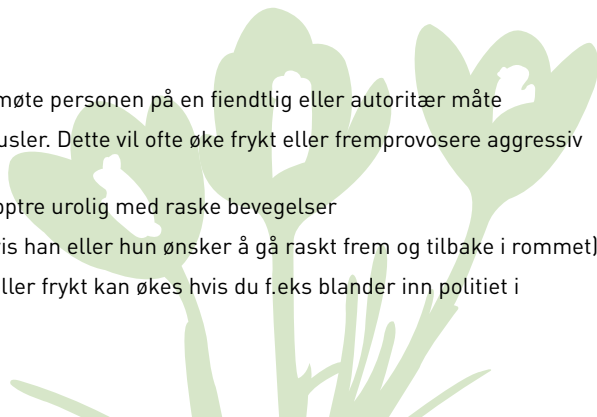 møte personen på en fiendtlig eller autoritær måte
usler. Dette vil ofte øke frykt eller fremprovosere aggressiv
optre urolig med raske bevegelser
is han eller hun ønsker å gå raskt frem og tilbake i rommet)
ller frykt kan økes hvis du f.eks blander inn politiet i